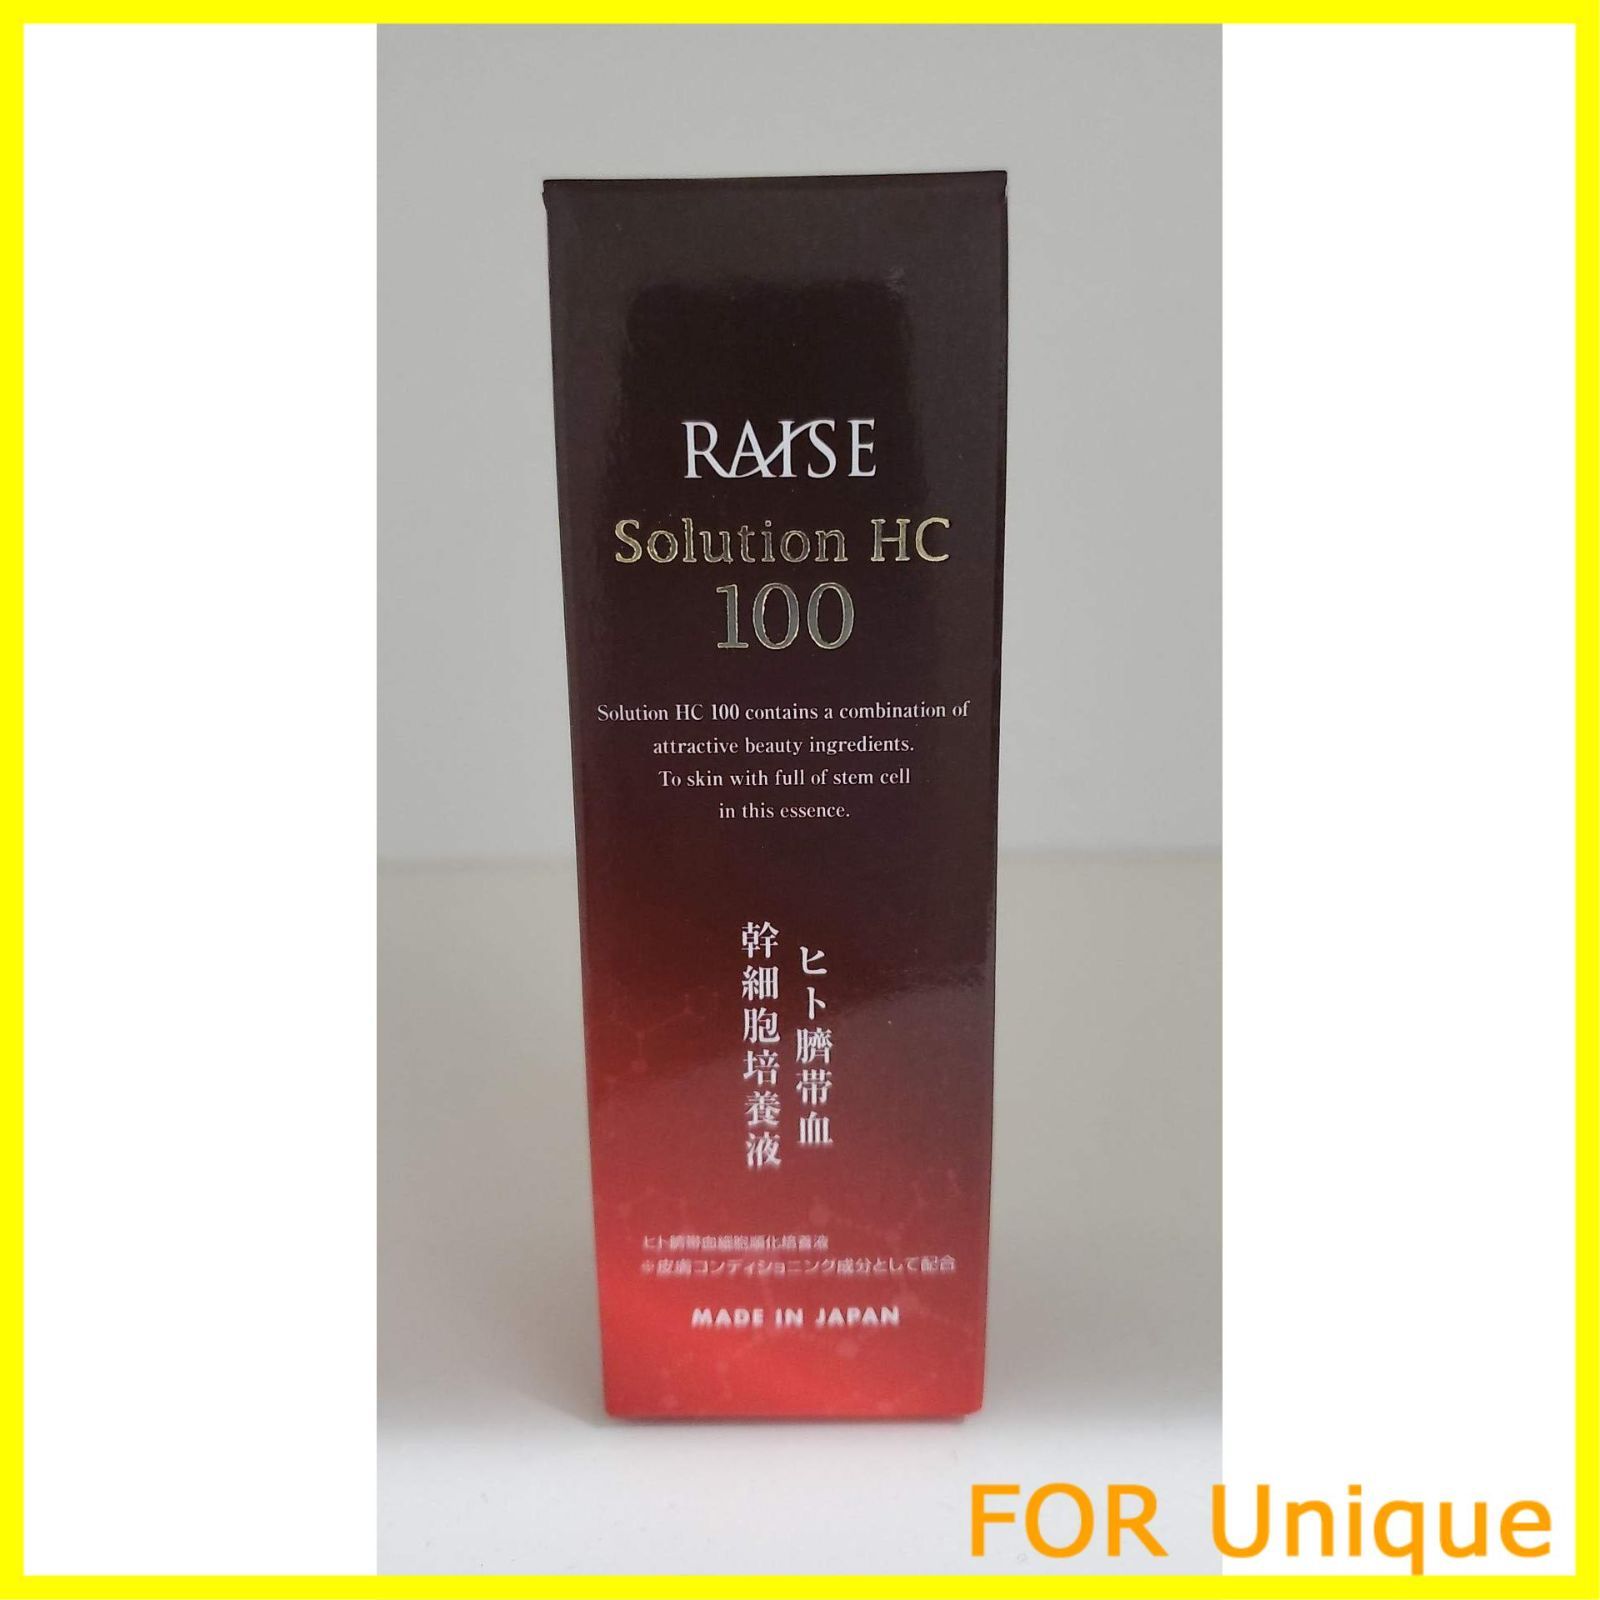 RAISE
Solution HC
100
Solution HC 100 contains a combination of
attractive beauty ingredients.
To skin with full of stem cell
in this essence.
ヒト臍帯血
幹細胞培養液
ヒト臍帯血細胞順化培養液
※皮膚コンディショニング成分として配合
MADE IN JAPAN
FOR Unique